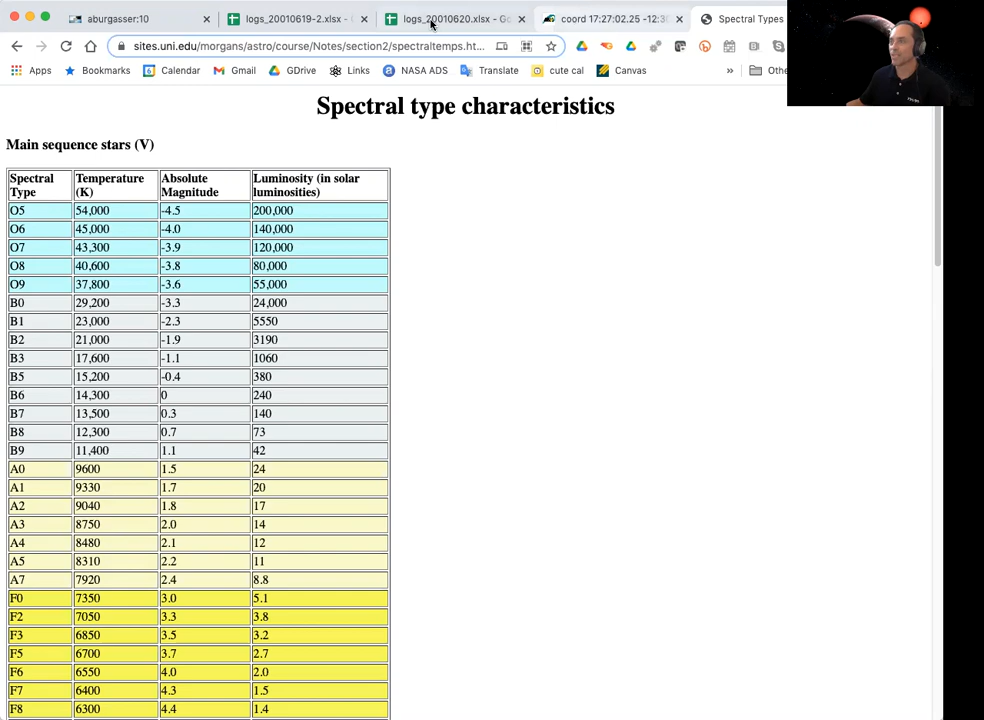 aburgasser:10
logs_20010619-2.xlsx - G
logs_20010620.xlsx - Go
coord 17:27:02.25 -12:3
Spectral Types
sites.uni.edu/morgans/astro/course/Notes/section2/spectraltemps.ht...
Apps Bookmarks Calendar Gmail GDrive Links NASA ADS Translate cute cal Canvas » Othe
Spectral type characteristics
Main sequence stars (V)
Spectral Type Temperature (K) Absolute Magnitude Luminosity (in solar luminosities)
O5 54,000 -4.5 200,000
O6 45,000 -4.0 140,000
O7 43,300 -3.9 120,000
O8 40,600 -3.8 80,000
O9 37,800 -3.6 55,000
B0 29,200 -3.3 24,000
B1 23,000 -2.3 5550
B2 21,000 -1.9 3190
B3 17,600 -1.1 1060
B5 15,200 -0.4 380
B6 14,300 0 240
B7 13,500 0.3 140
B8 12,300 0.7 73
B9 11,400 1.1 42
A0 9600 1.5 24
A1 9330 1.7 20
A2 9040 1.8 17
A3 8750 2.0 14
A4 8480 2.1 12
A5 8310 2.2 11
A7 7920 2.4 8.8
F0 7350 3.0 5.1
F2 7050 3.3 3.8
F3 6850 3.5 3.2
F5 6700 3.7 2.7
F6 6550 4.0 2.0
F7 6400 4.3 1.5
F8 6300 4.4 1.4